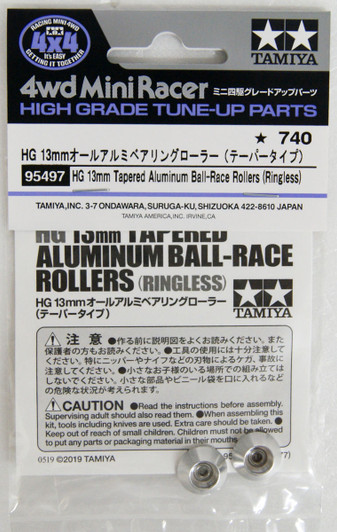 RACING MINI4WD
4x4
It's EASY
GETTING IT TOGETHER
TAMIYA
4wd Mini Racer ミニ四駆グレードアップパーツ
HIGH GRADE TUNE-UP PARTS
★ 740
HG 13mmオールアルミベアリングローラー（テーパータイプ）
95497 HG 13mm Tapered Aluminum Ball-Race Rollers (Ringless)
TAMIYA,INC. 3-7 ONDAWARA, SURUGA-KU, SHIZUOKA 422-8610 JAPAN
TAMIYA AMERICA, INC. IRVINE, CA
HG 13mm TAPERED
ALUMINUM BALL-RACE
ROLLERS (RINGLESS)
HG 13mmオールアルミベアリングローラー
（テーパータイプ）
TAMIYA
注意 ●作る前に説明図をよくお読みください。また
保護者の方もお読みください。●工具の使用には十分注意して
ください。特にニッパーやナイフなどの刃物によるケガ、事故に
注意してください。●小さなお子様のいる場所での組み立ては
しないでください。小さな部品やビニール袋を口に入れるなど
の危険な状況が考えられます。
CAUTION ●Read the instructions before assembly.
Supervising adult should also read. ●When assembling this
kit, tools including knives are used. Extra care should be taken. ●
Keep out of reach of small children. Children must not be allowed
to put any parts or packaging material in their mouths
0519 ©2019 TAMIYA